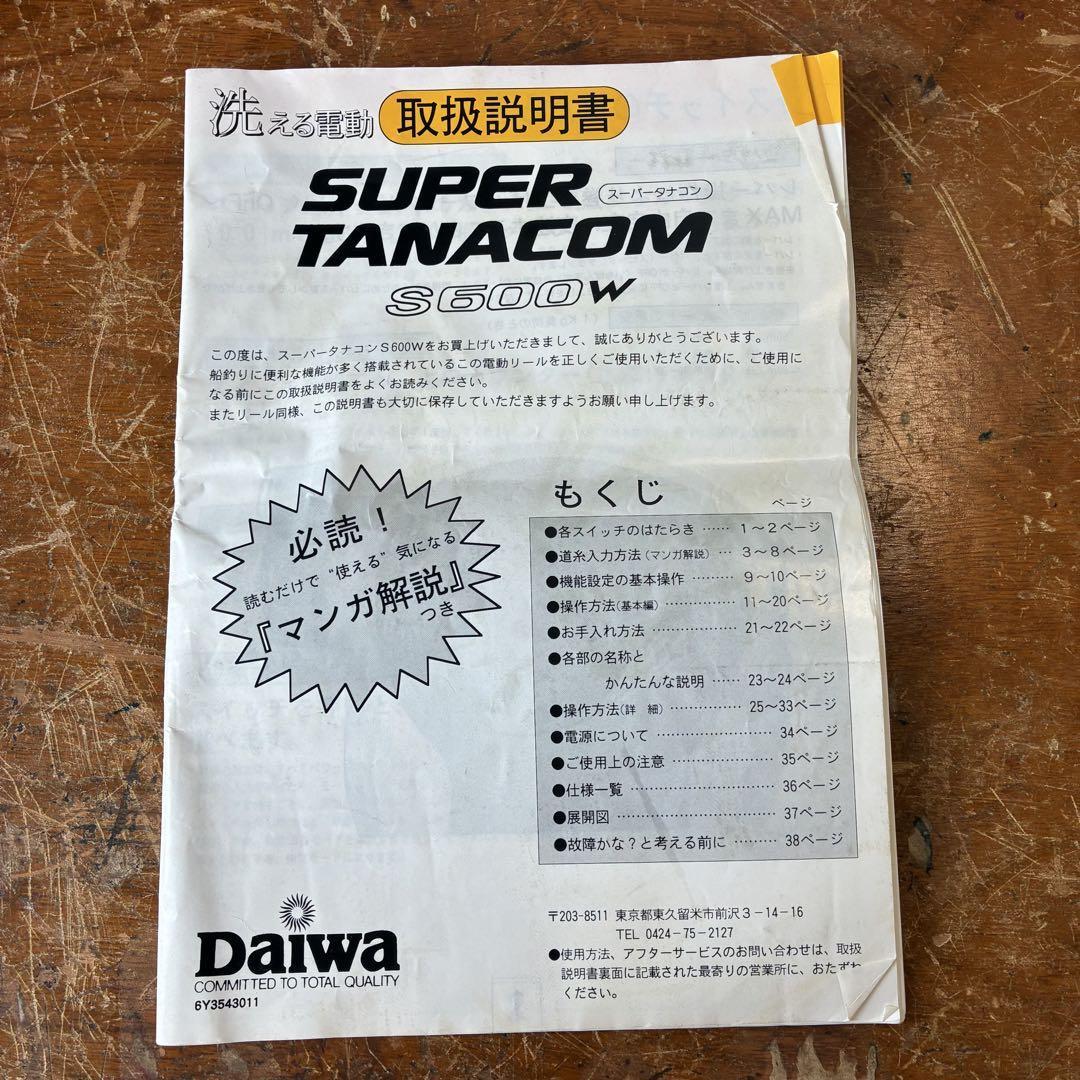 洗える電動 取扱説明書
SUPER
TANACOM
スーパータナコン
S600W
この度は、スーパータナコンS600Wをお買上げいただきまして、誠にありがとうございます。
船釣りに便利な機能が多く搭載されているこの電動リールを正しくご使用いただくために、ご使用に
なる前にこの取扱説明書をよくお読みください。
またリール同様、この説明書も大切に保存していただきますようお願い申し上げます。
必読！
読むだけで“使える”気になる
『マンガ解説』
つき
もくじ
ページ
●各スイッチのはたらき …… 1～2ページ
●道糸入力方法(マンガ解説) … 3～8ページ
●機能設定の基本操作 ……… 9～10ページ
●操作方法(基本編) …………… 11～20ページ
●お手入れ方法 ……………… 21～22ページ
●各部の名称と
かんたんな説明 …… 23～24ページ
●操作方法(詳　細) …………… 25～33ページ
●電源について …………………… 34ページ
●ご使用上の注意 ………………… 35ページ
●仕様一覧 ………………………… 36ページ
●展開図 …………………………… 37ページ
●故障かな？と考える前に ……… 38ページ
Daiwa
COMMITTED TO TOTAL QUALITY
6Y3543011
〒203-8511 東京都東久留米市前沢3-14-16
TEL 0424-75-2127
●使用方法、アフターサービスのお問い合わせは、取扱
説明書裏面に記載された最寄りの営業所に、おたずね
ください。